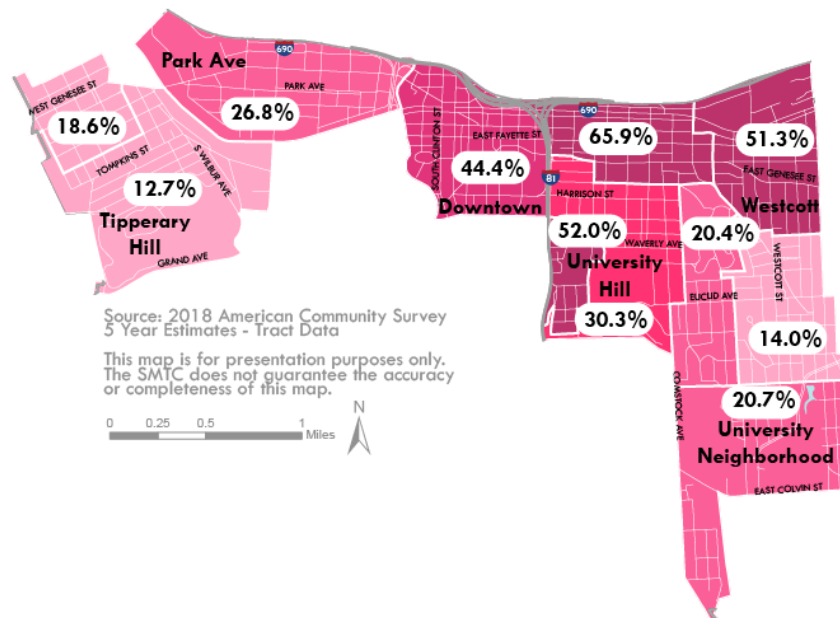 690
Park Ave
WEST GENESEE ST
PARK AVE
690
18.6%
26.8%
65.9%
51.3%
EAST FAYETTE ST
TOMPKINS ST
S WILBUR AVE
SOUTH CLINTON ST
44.4%
EAST GENESEE ST
81
12.7%
HARRISON ST
Downtown
Westcott
Tipperary
Hill
52.0%
20.4%
WAVERLY AVE
GRAND AVE
University
Hill
WESTCOTT ST
EUCLID AVE
30.3%
14.0%
Source: 2018 American Community Survey
5 Year Estimates - Tract Data
This map is for presentation purposes only.
The SMTC does not guarantee the accuracy
or completeness of this map.
COMSTOCK AVE
20.7%
University
Neighborhood
N
0 0.25 0.5 1
Miles
EAST COLVIN ST